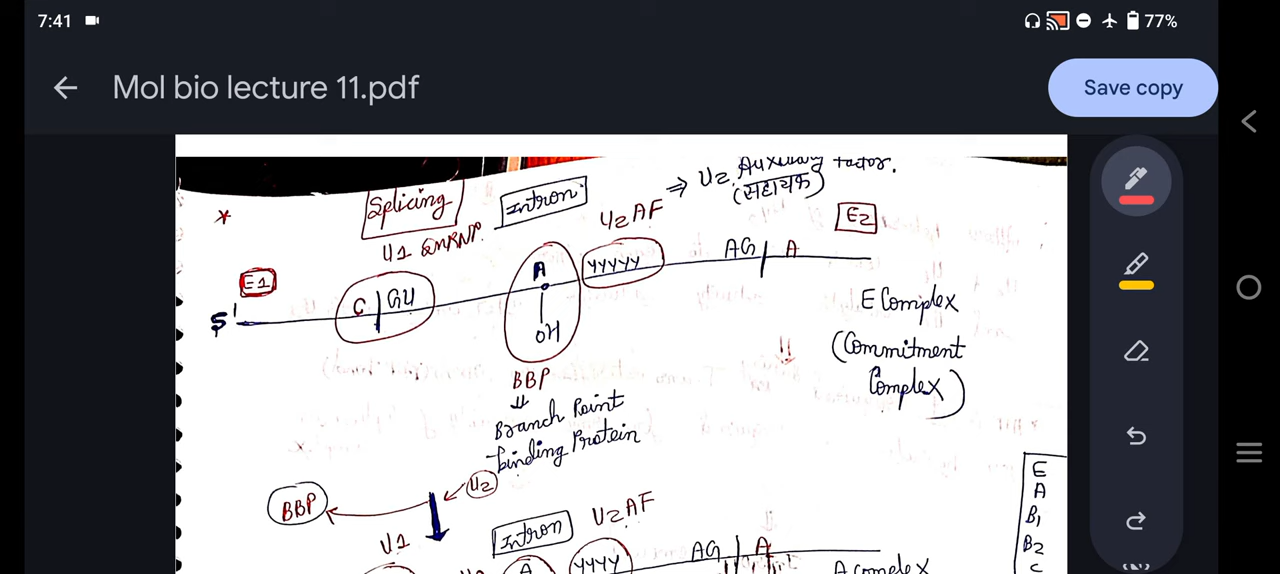 7:41
77%
Mol bio lecture 11.pdf
Save copy
Splicing
Intron
U2AF ⇒ U2 Auxiliary factor.
(सहायक)
U1 SnRNP.
E2
E1
5'
C | GU
A
OH
YYYYY
AG | A
E Complex
(Commitment
Complex)
BBP
Branch Point
-binding Protein
U2
BBP
U1
Intron
U2AF
A
YYYY
AG | A
A complex
E
A
B1
B2
C